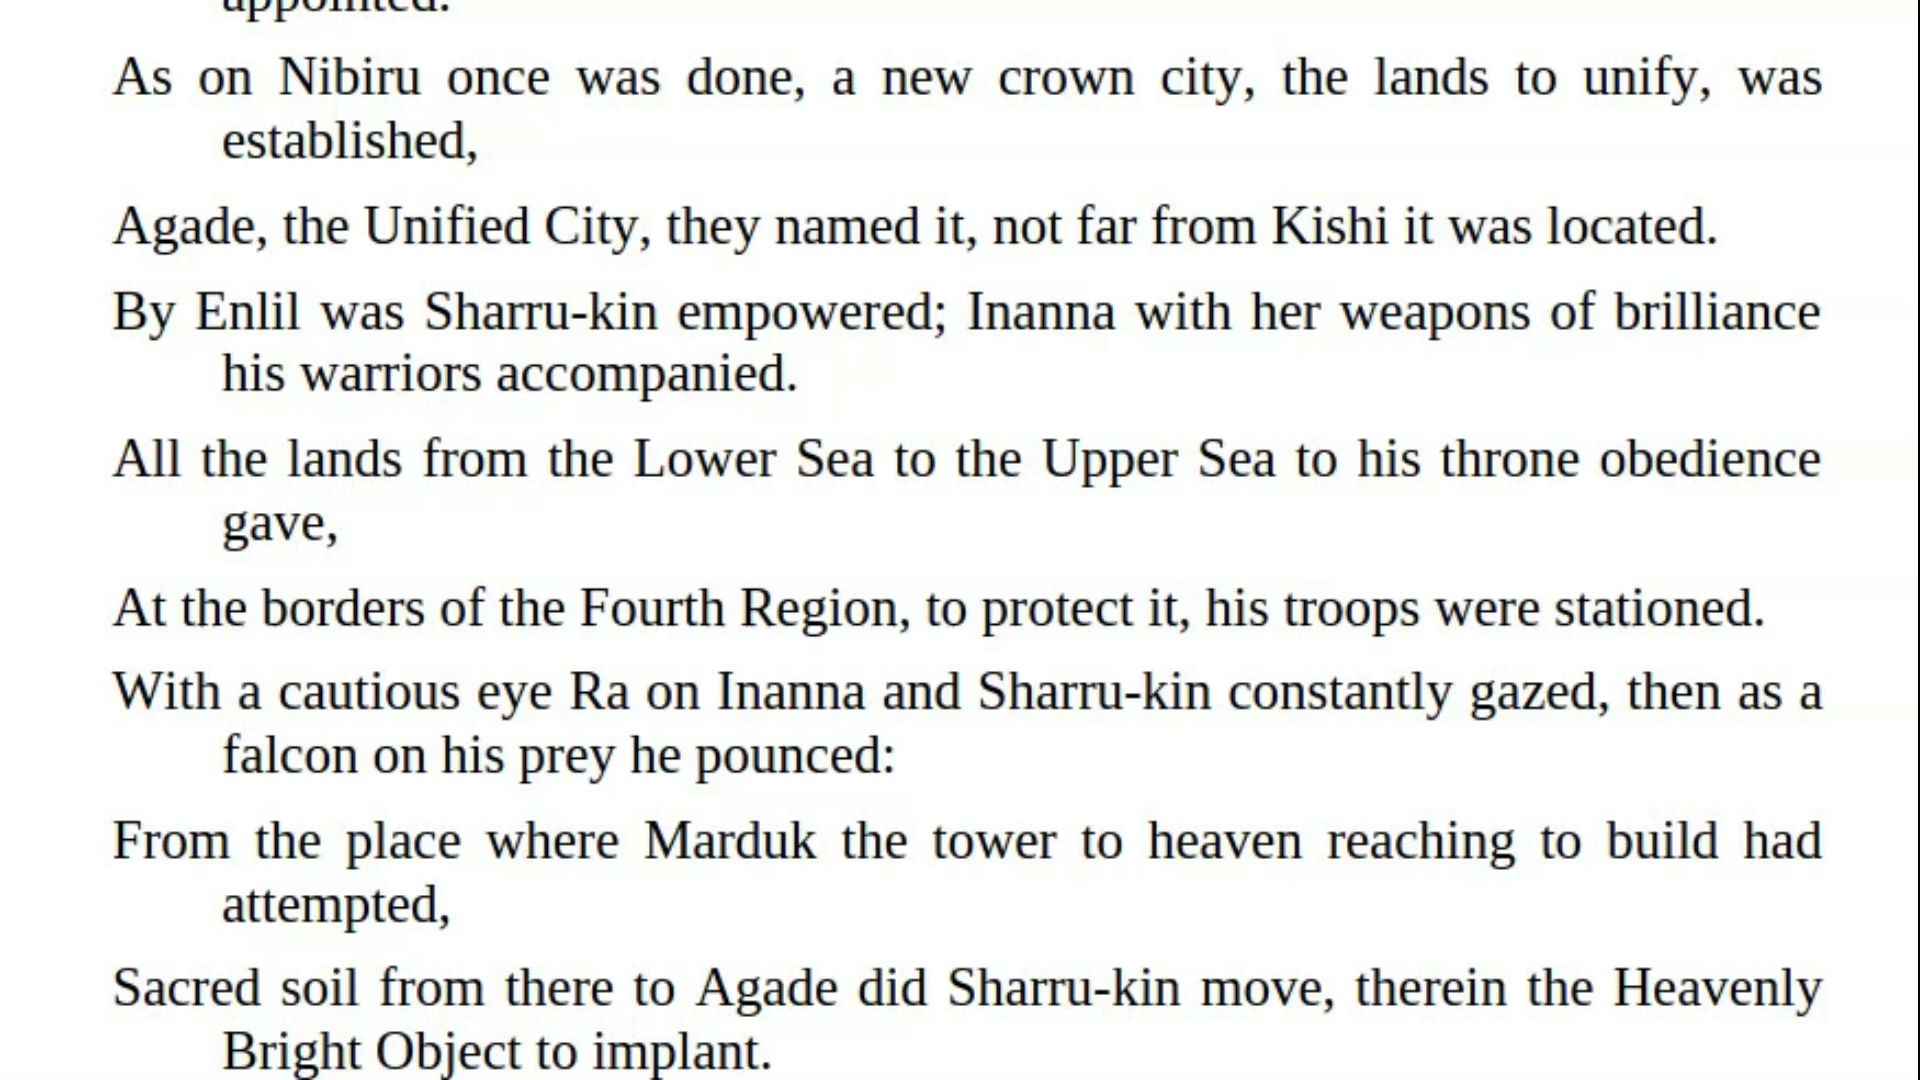 appointed.
As on Nibiru once was done, a new crown city, the lands to unify, was
established,
Agade, the Unified City, they named it, not far from Kishi it was located.
By Enlil was Sharru-kin empowered; Inanna with her weapons of brilliance
his warriors accompanied.
All the lands from the Lower Sea to the Upper Sea to his throne obedience
gave,
At the borders of the Fourth Region, to protect it, his troops were stationed.
With a cautious eye Ra on Inanna and Sharru-kin constantly gazed, then as a
falcon on his prey he pounced:
From the place where Marduk the tower to heaven reaching to build had
attempted,
Sacred soil from there to Agade did Sharru-kin move, therein the Heavenly
Bright Object to implant.